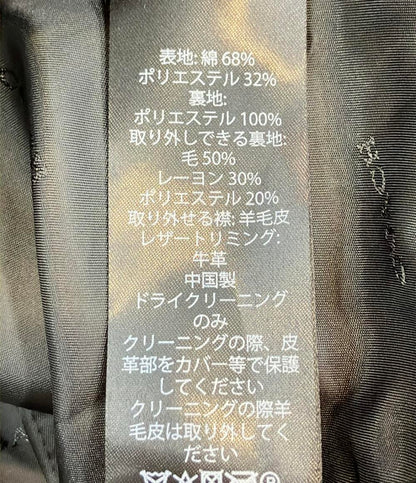 表地: 綿 68%
ポリエステル 32%
裏地:
ポリエステル 100%
取り外しできる裏地:
毛 50%
レーヨン 30%
ポリエステル 20%
取り外せる襟: 羊毛皮
レザートリミング:
牛革
中国製
ドライクリーニング
のみ
クリーニングの際、皮
革部をカバー等で保護
してください
クリーニングの際羊
毛皮は取り外してく
ださい